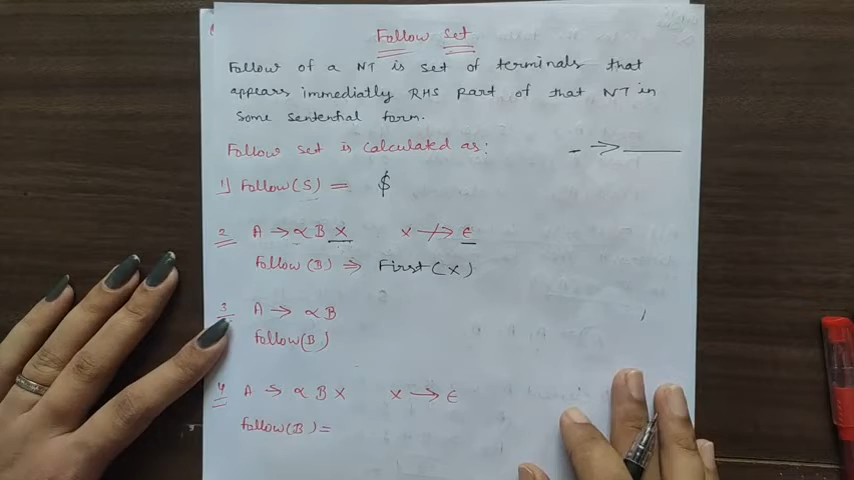 Follow set
Follow of a NT is set of terminals that
appears immediatly RHS part of that NT in
some sentential form.
Follow set is calculated as: - → ———
1) Follow(S) = $
2 A → ∝ B X X ↛ ε
Follow (B) ⇒ First(X)
3 A → ∝ B
Follow(B)
4 A → ∝ B X X → ε
Follow(B) =